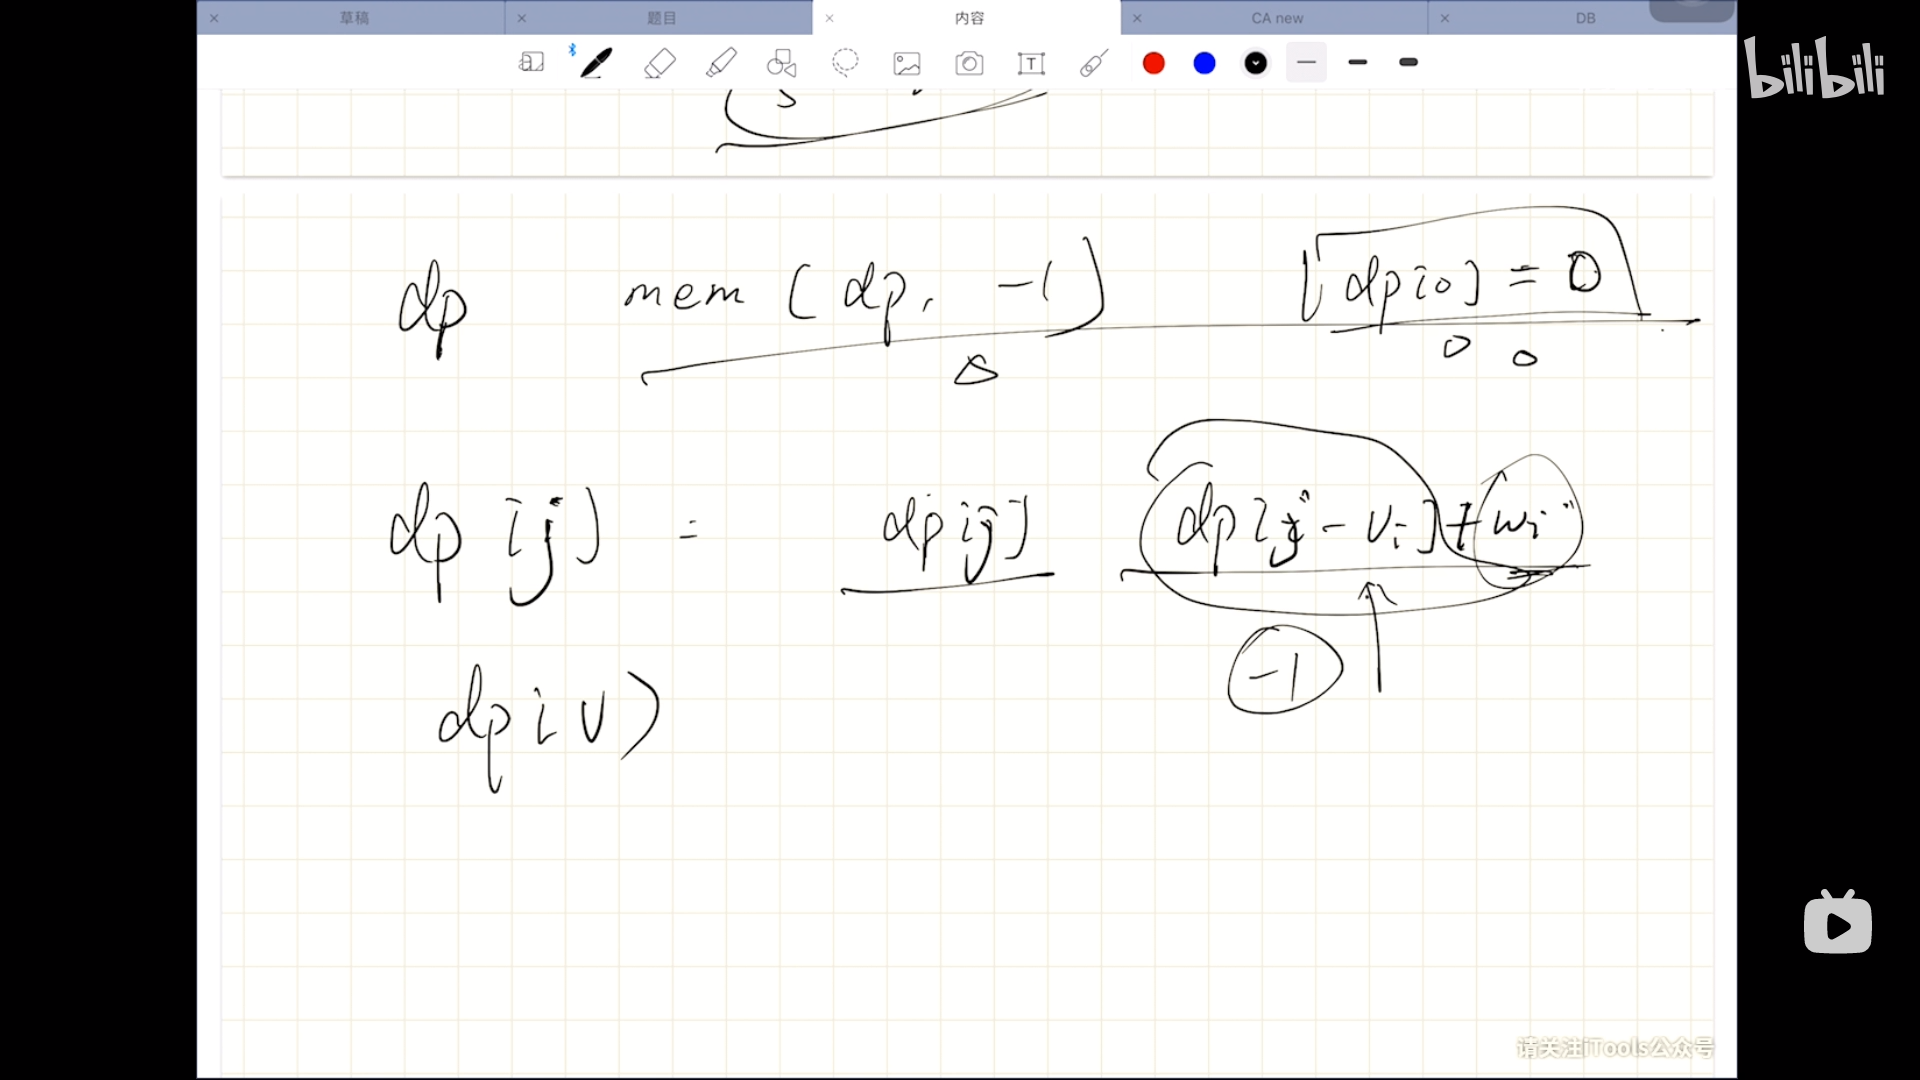 草稿 题目 内容 CA new DB
bilibili
T
dp mem (dp, -1) [dp[0] = 0
0 0
dp[j] = dp[j] dp[j-vi]+wi
-1
dp[v]
请关注iTools公众号